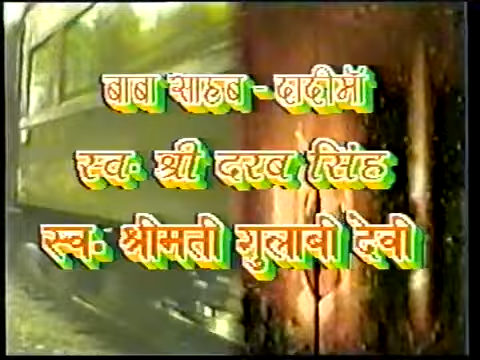 बाबा साहब - दादीमाँ
स्व. श्री दरब सिंह
स्व. श्रीमती गुलाबी देवी